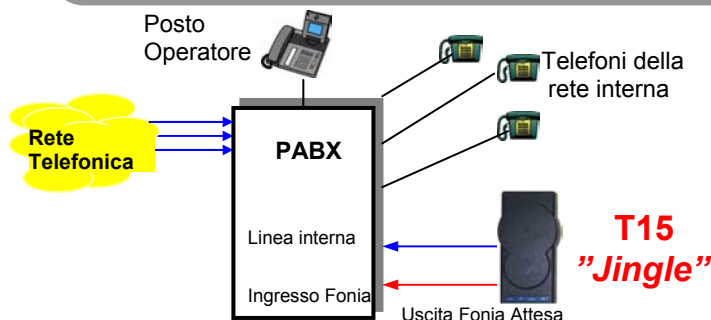 Posto
Operatore
Telefoni della
rete interna
Rete
Telefonica
PABX
Linea interna
T15
"Jingle"
Ingresso Fonia
Uscita Fonia Attesa